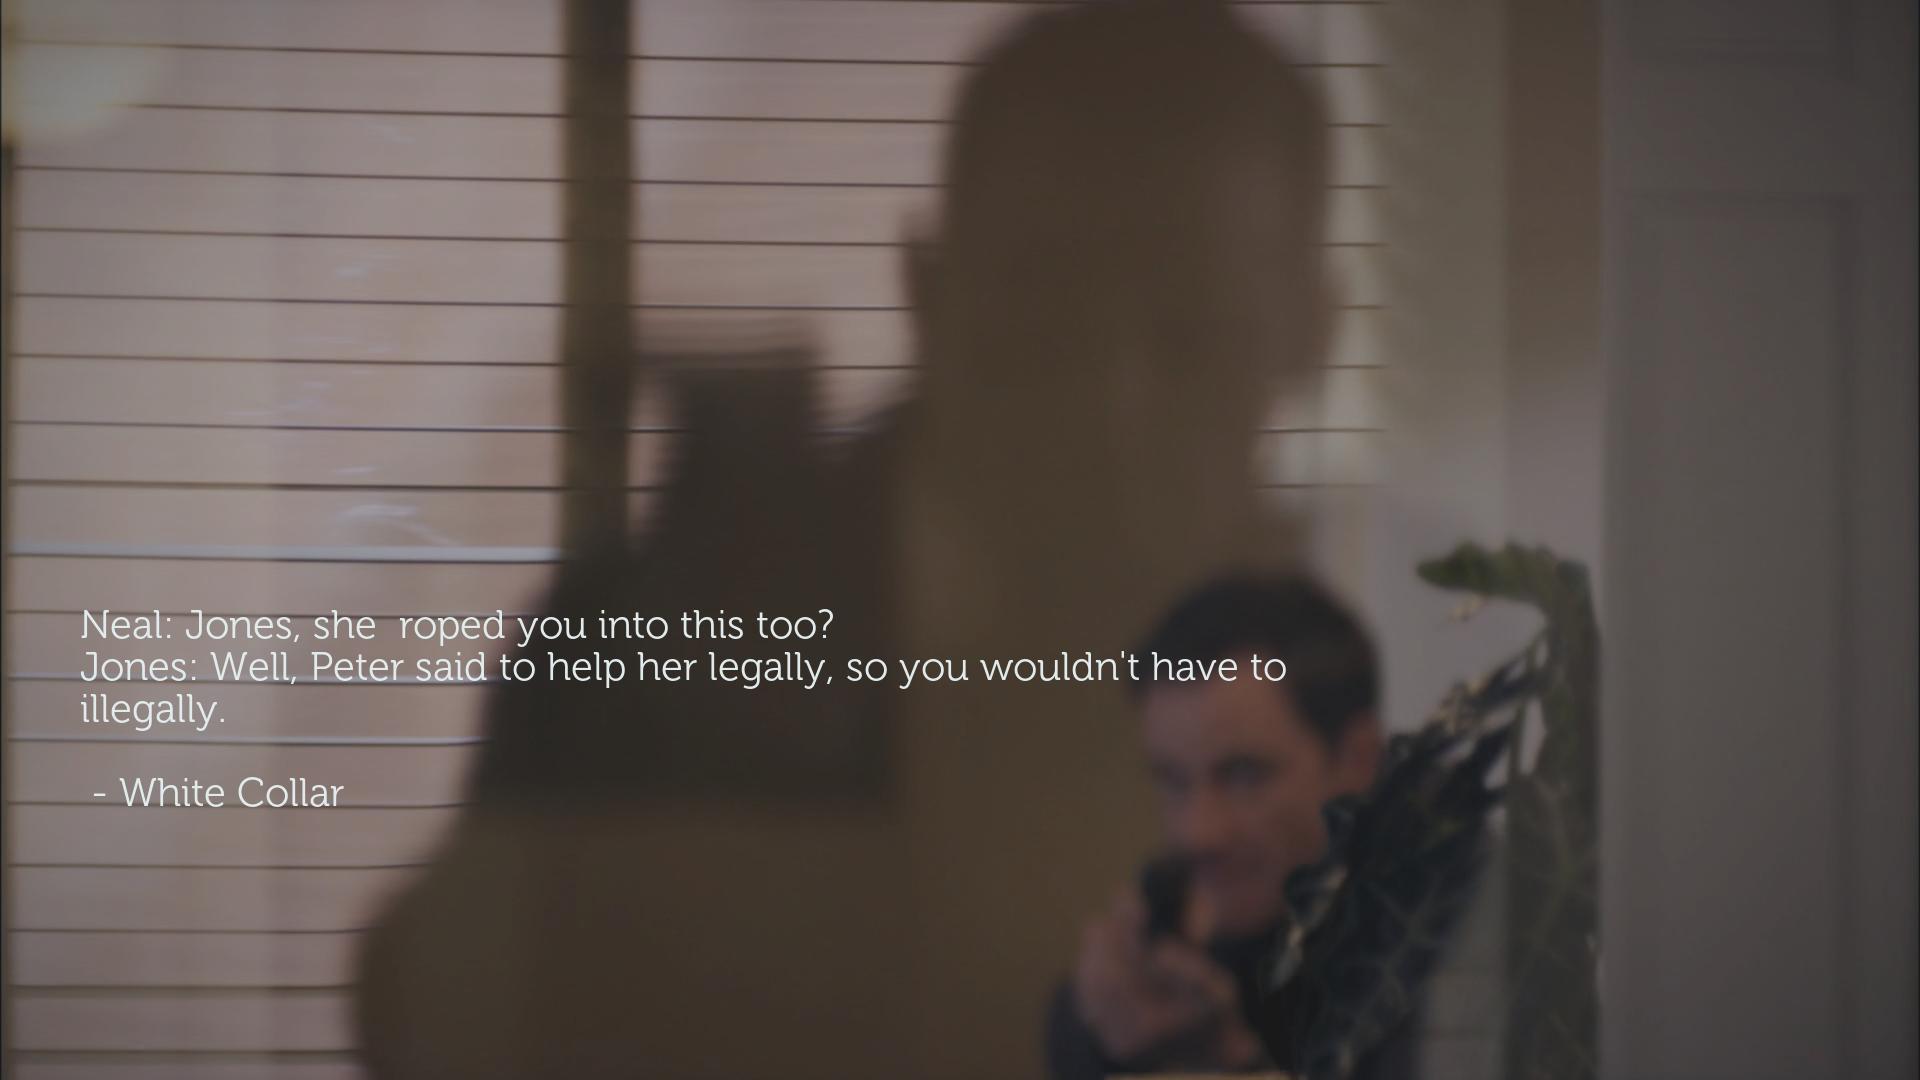 Neal: Jones, she  roped you into this too?
Jones: Well, Peter said to help her legally, so you wouldn't have to
illegally.
- White Collar